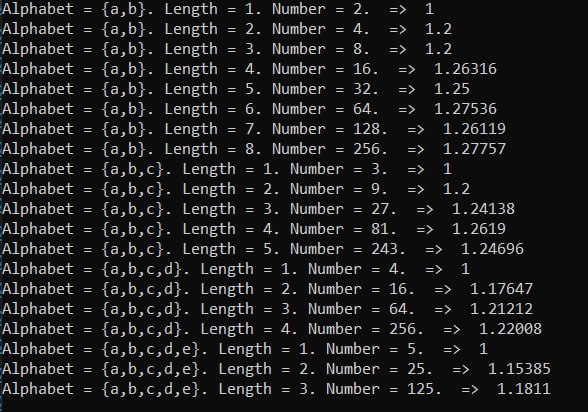 Alphabet = {a,b}. Length = 1. Number = 2.  =>  1
Alphabet = {a,b}. Length = 2. Number = 4.  =>  1.2
Alphabet = {a,b}. Length = 3. Number = 8.  =>  1.2
Alphabet = {a,b}. Length = 4. Number = 16.  =>  1.26316
Alphabet = {a,b}. Length = 5. Number = 32.  =>  1.25
Alphabet = {a,b}. Length = 6. Number = 64.  =>  1.27536
Alphabet = {a,b}. Length = 7. Number = 128.  =>  1.26119
Alphabet = {a,b}. Length = 8. Number = 256.  =>  1.27757
Alphabet = {a,b,c}. Length = 1. Number = 3.  =>  1
Alphabet = {a,b,c}. Length = 2. Number = 9.  =>  1.2
Alphabet = {a,b,c}. Length = 3. Number = 27.  =>  1.24138
Alphabet = {a,b,c}. Length = 4. Number = 81.  =>  1.2619
Alphabet = {a,b,c}. Length = 5. Number = 243.  =>  1.24696
Alphabet = {a,b,c,d}. Length = 1. Number = 4.  =>  1
Alphabet = {a,b,c,d}. Length = 2. Number = 16.  =>  1.17647
Alphabet = {a,b,c,d}. Length = 3. Number = 64.  =>  1.21212
Alphabet = {a,b,c,d}. Length = 4. Number = 256.  =>  1.22008
Alphabet = {a,b,c,d,e}. Length = 1. Number = 5.  =>  1
Alphabet = {a,b,c,d,e}. Length = 2. Number = 25.  =>  1.15385
Alphabet = {a,b,c,d,e}. Length = 3. Number = 125.  =>  1.1811